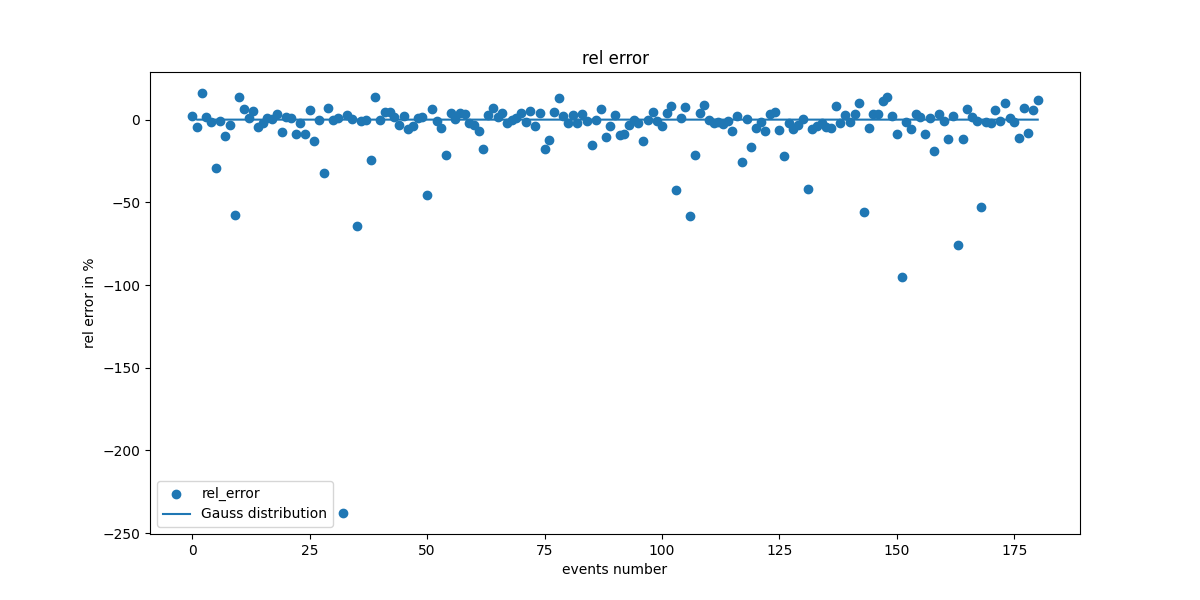 rel error
0
−50
−100
−150
−200
−250
rel error in %
rel_error
Gauss distribution
0
25
50
75
100
125
150
175
events number